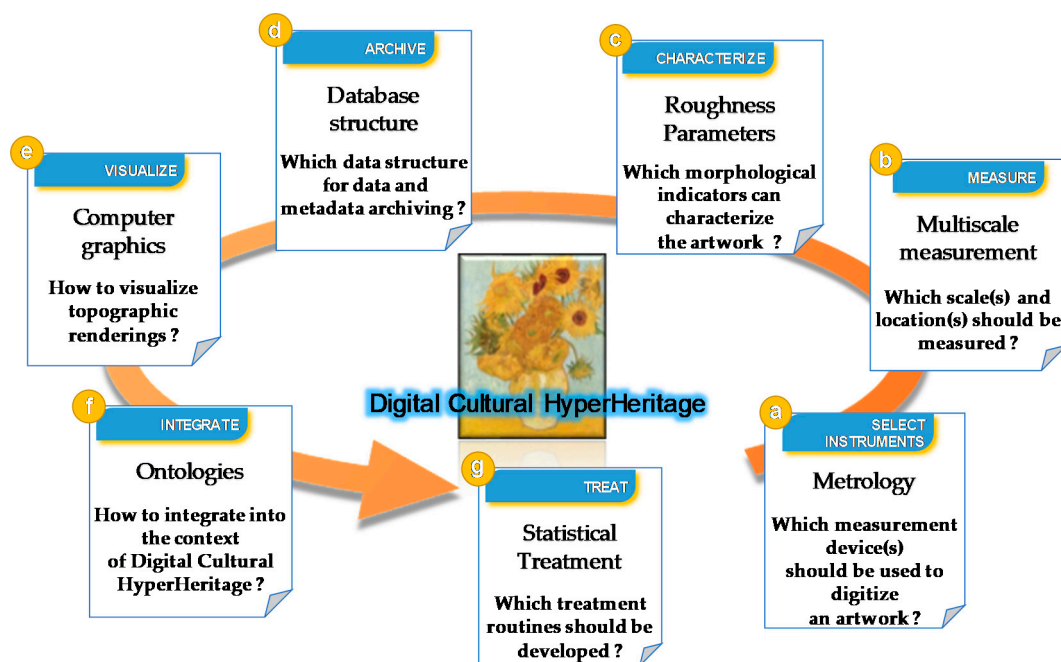 d
ARCHIVE
Database
structure
Which data structure
for data and
metadata archiving ?
c
CHARACTERIZE
Roughness
Parameters
Which morphological
indicators can
characterize
the artwork ?
e
VISUALIZE
Computer
graphics
How to visualize
topographic
renderings ?
b
MEASURE
Multiscale
measurement
Which scale(s) and
location(s) should be
measured ?
Digital Cultural HyperHeritage
f
INTEGRATE
Ontologies
How to integrate into
the context
of Digital Cultural
HyperHeritage ?
g
TREAT
Statistical
Treatment
Which treatment
routines should be
developed ?
a
SELECT
INSTRUMENTS
Metrology
Which measurement
device(s)
should be used to
digitize
an artwork ?